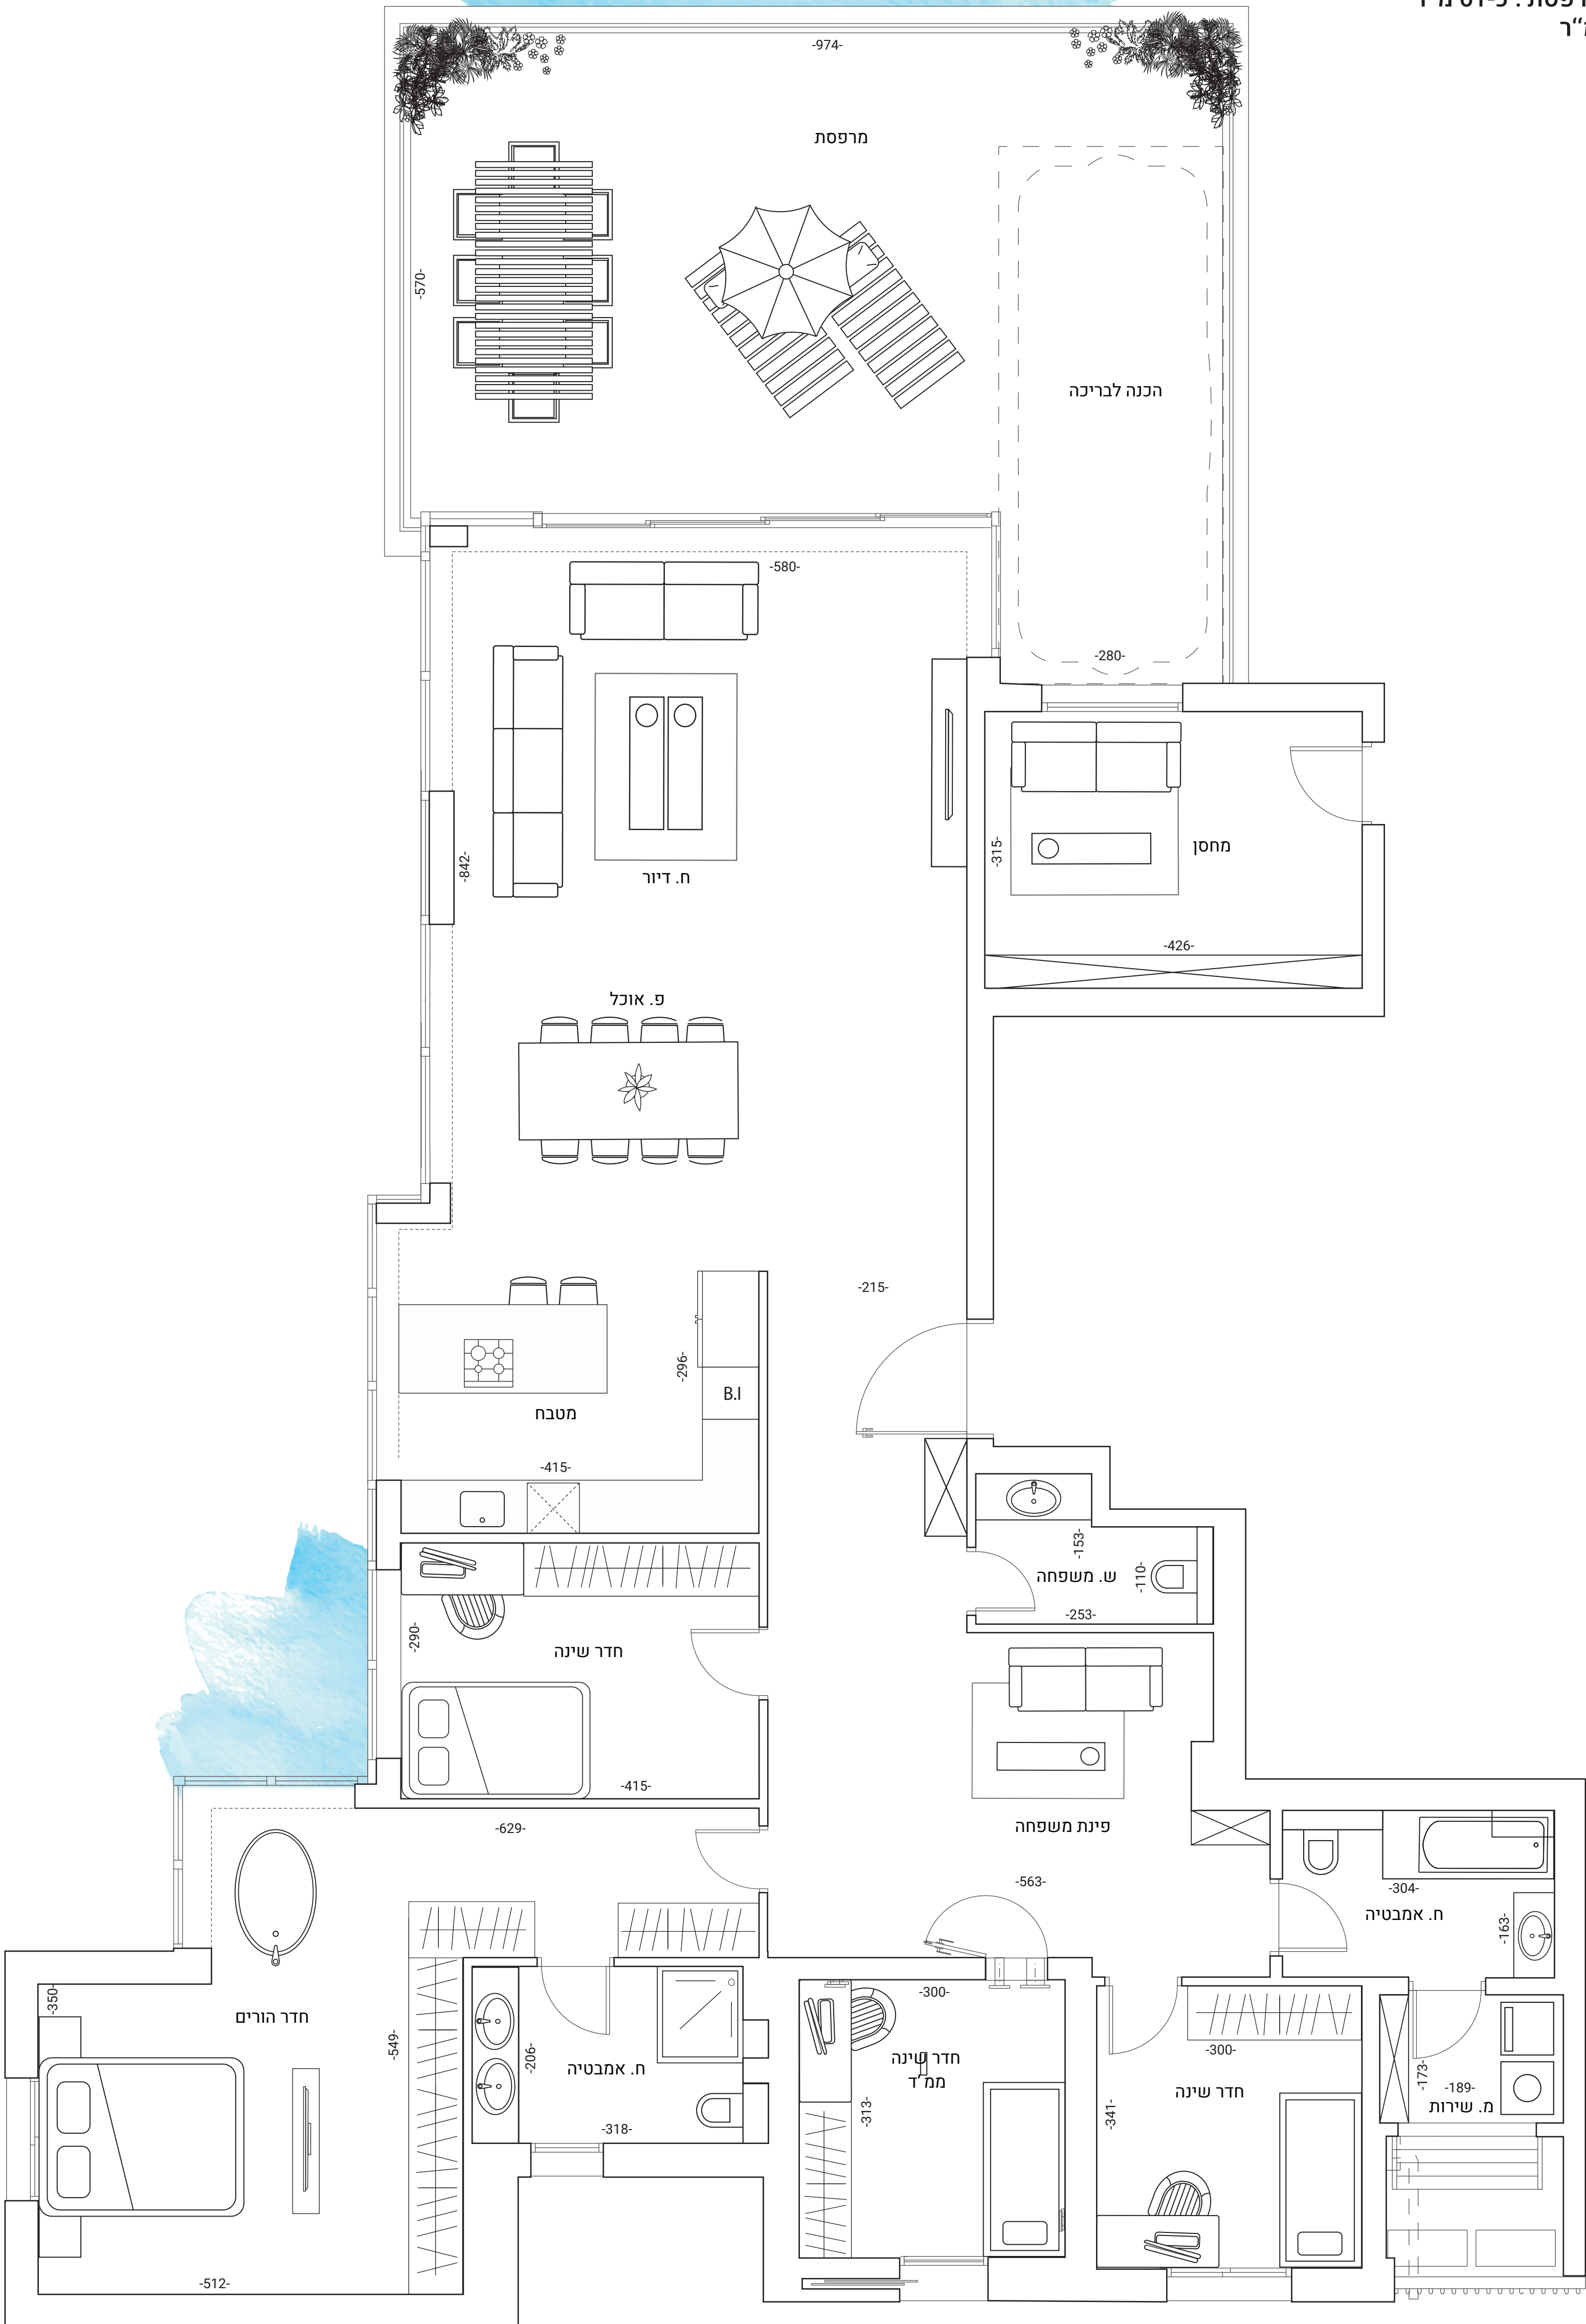 מ"ר
-974-
מרפסת
-570-
הכנה לבריכה
-580-
-280-
-842-
ח. דיור
-315-
מחסן
-426-
פ. אוכל
-215-
-296-
B.I
מטבח
-415-
-153-
ש. משפחה
-110-
-253-
-290-
חדר שינה
-415-
-629-
פינת משפחה
-563-
-304-
ח. אמבטיה
-163-
-350-
חדר הורים
-549-
-206-
ח. אמבטיה
-318-
-300-
חדר שינה
ממ'ד
-313-
-300-
חדר שינה
-341-
-173-
-189-
מ. שירות
-512-